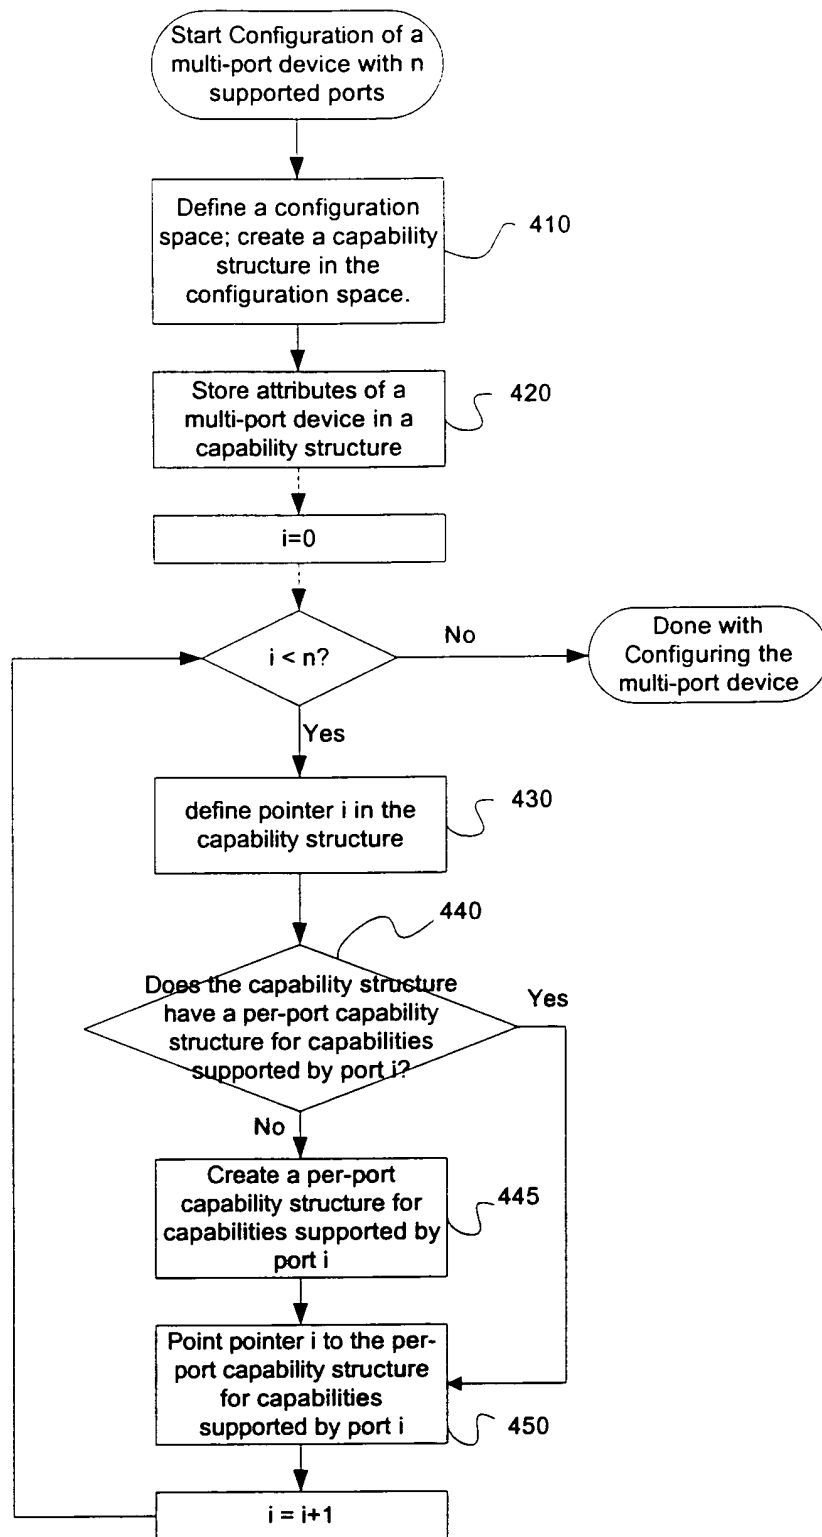 Start Configuration of a
multi-port device with n
supported ports
Define a configuration
space; create a capability
structure in the
configuration space.
410
Store attributes of a
multi-port device in a
capability structure
420
i=0
i < n?
No
Done with
Configuring the
multi-port device
Yes
define pointer i in the
capability structure
430
440
Does the capability structure
have a per-port capability
structure for capabilities
supported by port i?
Yes
No
Create a per-port
capability structure for
capabilities supported by
port i
445
Point pointer i to the per-
port capability structure
for capabilities
supported by port i
450
i = i+1